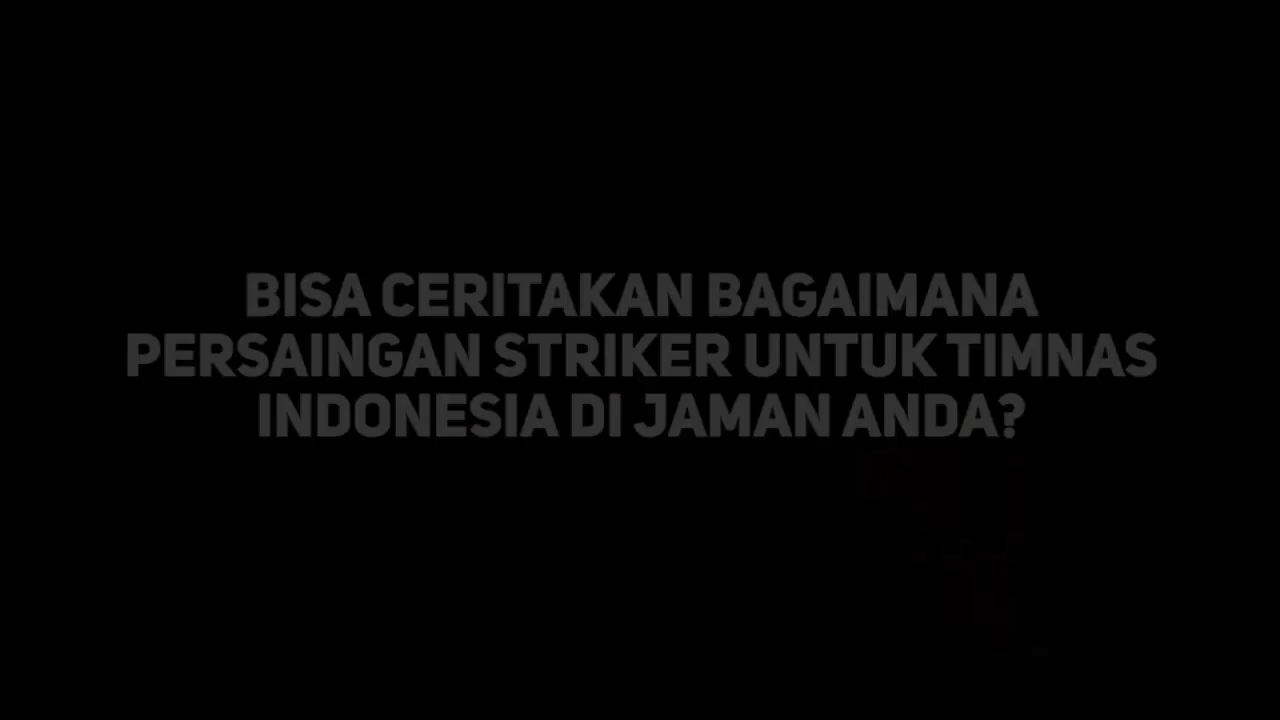 BISA CERITAKAN BAGAIMANA
PERSAINGAN STRIKER UNTUK TIMNAS
INDONESIA DI JAMAN ANDA?